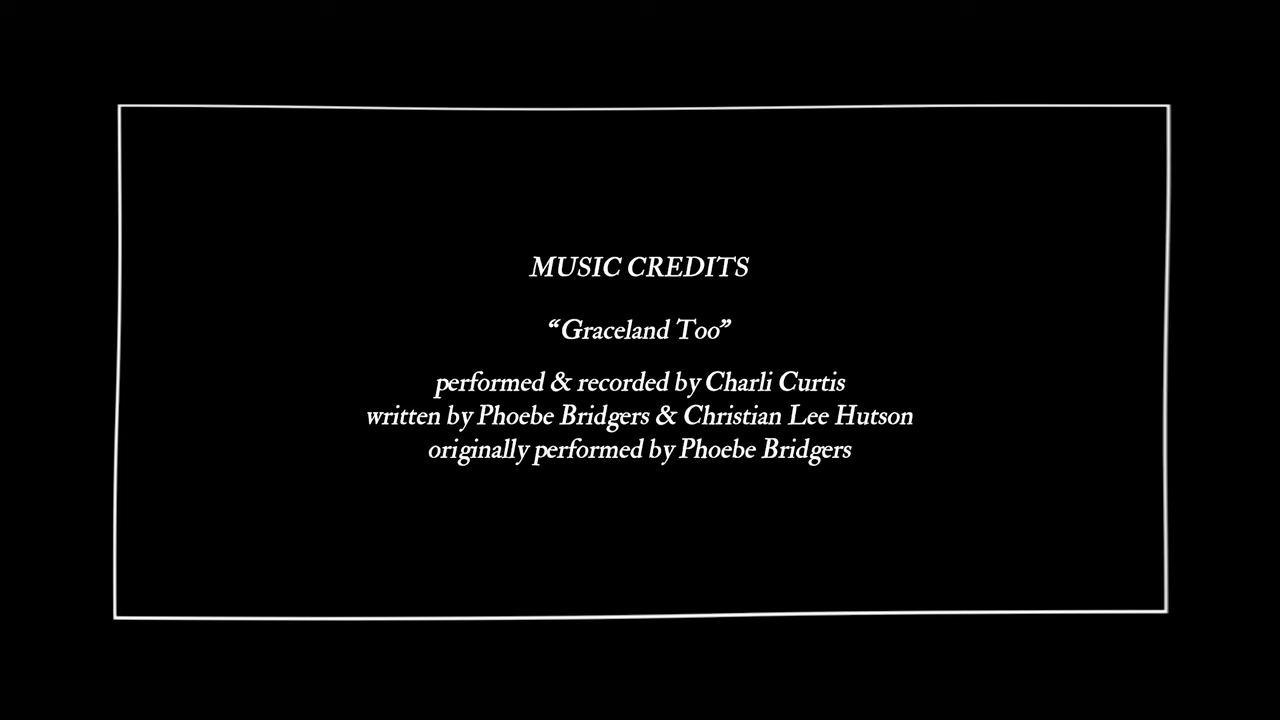 MUSIC CREDITS
“Graceland Too”
performed & recorded by Charli Curtis
written by Phoebe Bridgers & Christian Lee Hutson
originally performed by Phoebe Bridgers